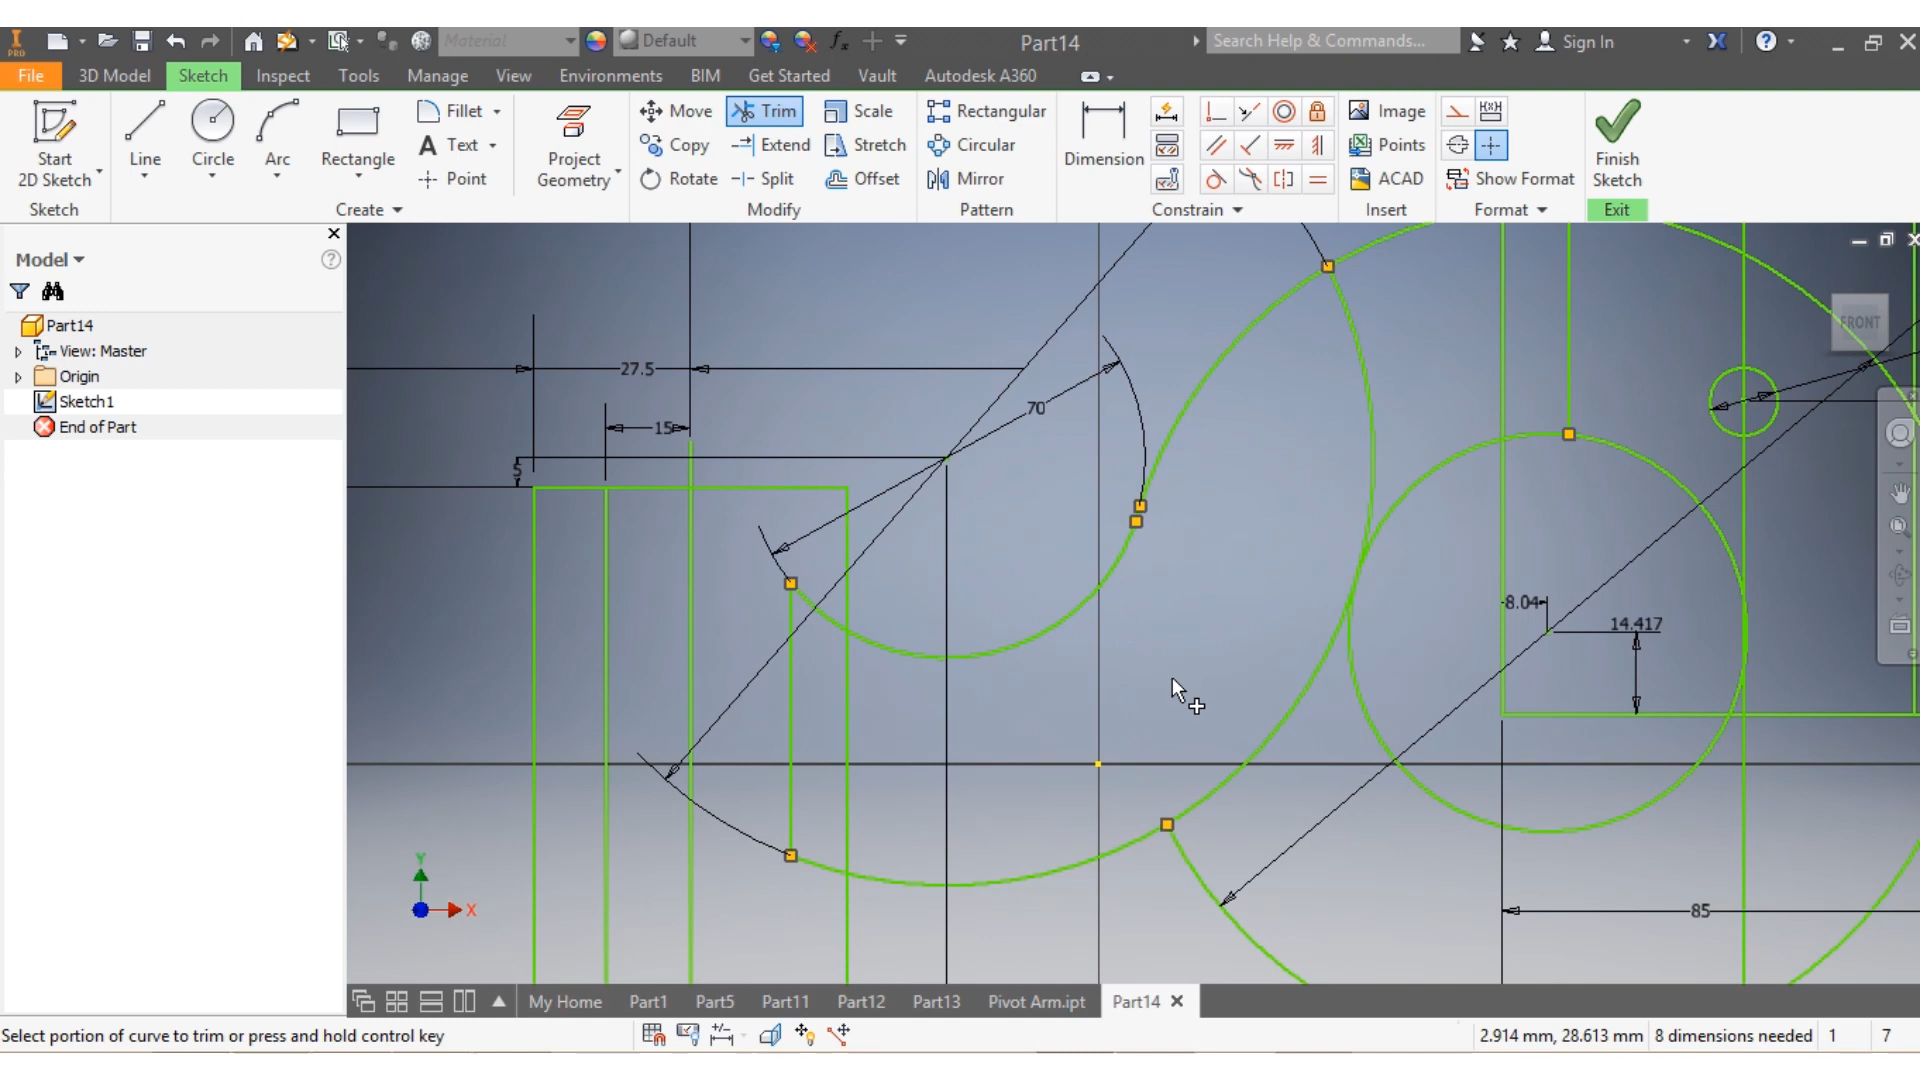 Material
Default
Part14
Search Help & Commands...
Sign In
PRO
File
3D Model
Sketch
Inspect
Tools
Manage
View
Environments
BIM
Get Started
Vault
Autodesk A360
Start
2D Sketch
Line
Circle
Arc
Rectangle
Fillet
Text
Point
Project
Geometry
Move
Trim
Scale
Copy
Extend
Stretch
Rotate
Split
Offset
Rectangular
Circular
Mirror
Dimension
Image
Points
ACAD
Show Format
Finish
Sketch
Sketch
Create
Modify
Pattern
Constrain
Insert
Format
Exit
Model
Part14
View: Master
Origin
Sketch1
End of Part
FRONT
27.5
70
15
5
8.04
14.417
85
Y
X
My Home
Part1
Part5
Part11
Part12
Part13
Pivot Arm.ipt
Part14
Select portion of curve to trim or press and hold control key
2.914 mm, 28.613 mm
8 dimensions needed
1
7